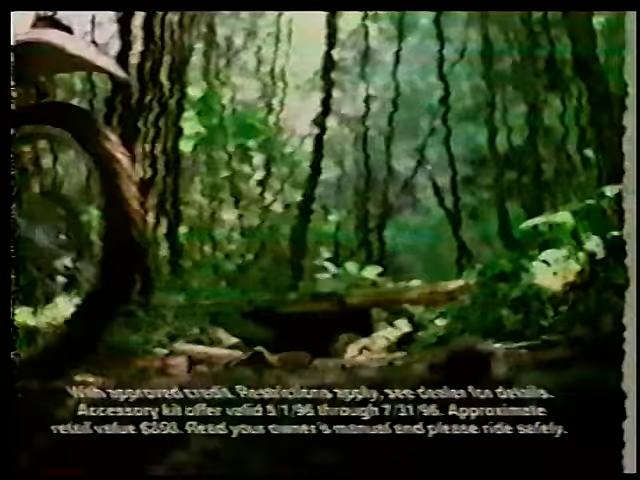 With approved credit. Restrictions apply, see dealer for details.
Accessory kit offer valid 5/1/96 through 7/31/96. Approximate
retail value Read your owner's manual and please ride safely.